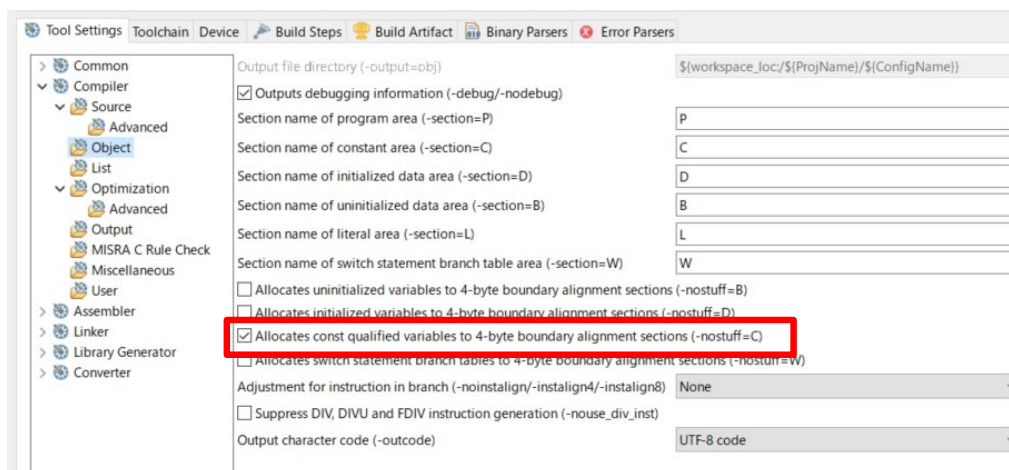 Tool Settings Toolchain Device Build Steps Build Artifact Binary Parsers Error Parsers
Common
Compiler
Source
Advanced
Object
List
Optimization
Advanced
Output
MISRA C Rule Check
Miscellaneous
User
Assembler
Linker
Library Generator
Converter
Output file directory (-output=obj) ${workspace_loc:/${ProjName}/${ConfigName}}
Outputs debugging information (-debug/-nodebug)
Section name of program area (-section=P) P
Section name of constant area (-section=C) C
Section name of initialized data area (-section=D) D
Section name of uninitialized data area (-section=B) B
Section name of literal area (-section=L) L
Section name of switch statement branch table area (-section=W) W
Allocates uninitialized variables to 4-byte boundary alignment sections (-nostuff=B)
Allocates initialized variables to 4-byte boundary alignment sections (-nostuff=D)
Allocates const qualified variables to 4-byte boundary alignment sections (-nostuff=C)
Allocates switch statement branch tables to 4-byte boundary alignment sections (-nostuff=W)
Adjustment for instruction in branch (-noinstalign/-instalign4/-instalign8) None
Suppress DIV, DIVU and FDIV instruction generation (-nouse_div_inst)
Output character code (-outcode) UTF-8 code